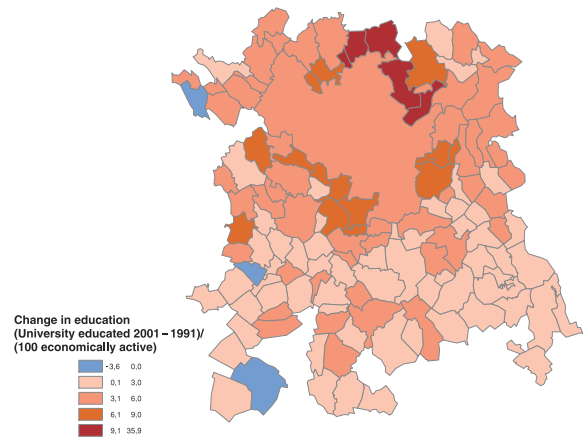 Change in education
(University educated 2001 – 1991)/
(100 economically active)
-3,6 0,0
0,1 3,0
3,1 6,0
6,1 9,0
9,1 35,9